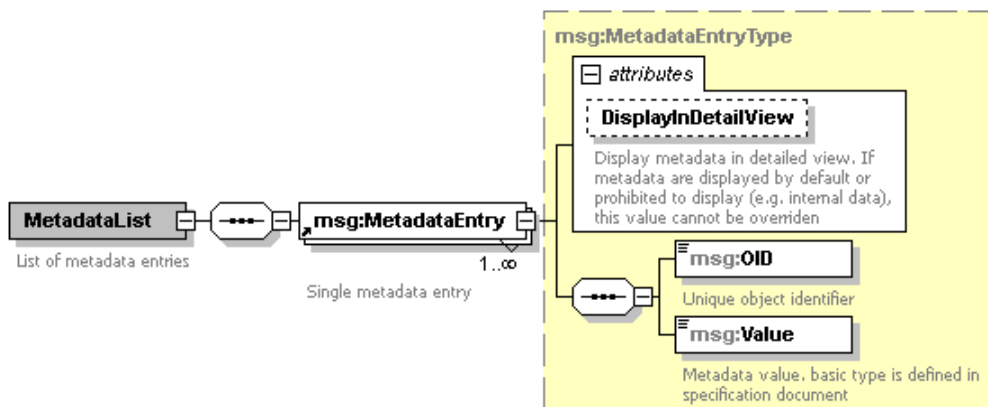 msg:MetadataEntryType
attributes
DisplayInDetailView
Display metadata in detailed view. If
metadata are displayed by default or
prohibited to display (e.g. internal data),
this value cannot be overriden
MetadataList
List of metadata entries
msg:MetadataEntry
1..∞
Single metadata entry
msg:OID
Unique object identifier
msg:Value
Metadata value. basic type is defined in
specification document